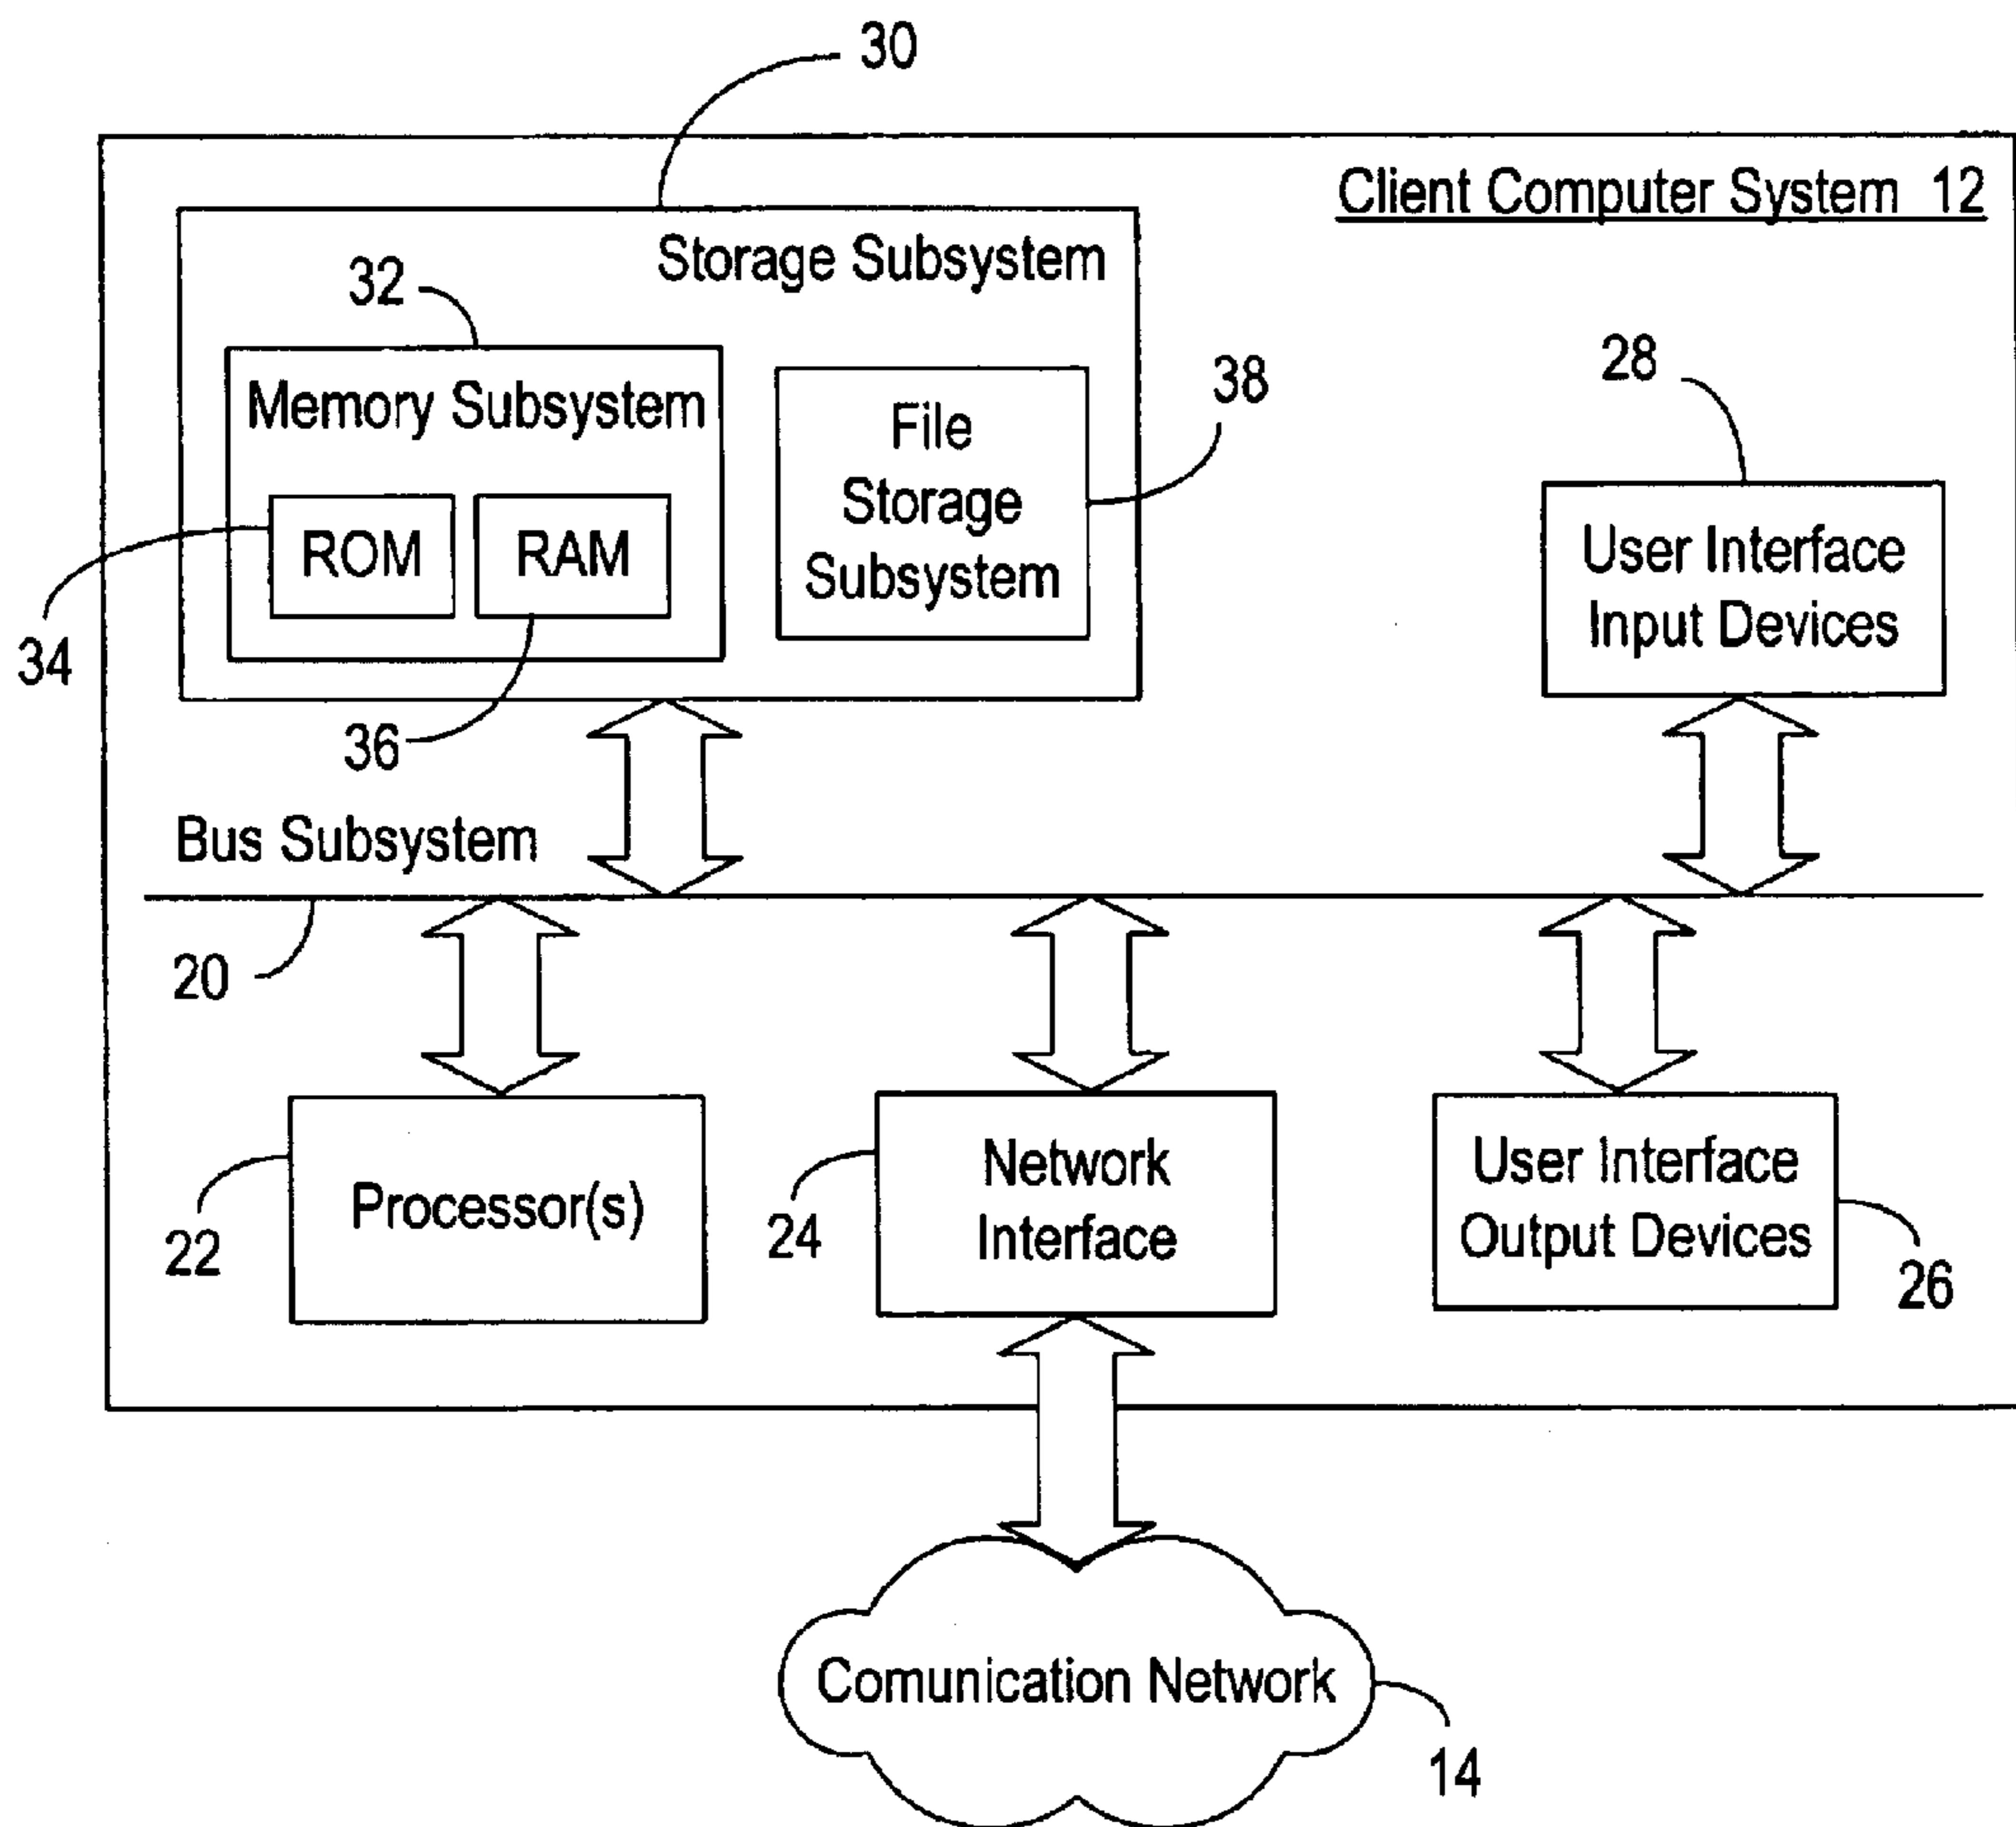 30
Client Computer System 12
Storage Subsystem
32
Memory Subsystem
ROM
RAM
34
36
File
Storage
Subsystem
38
28
User Interface
Input Devices
Bus Subsystem
20
Processor(s)
22
Network
Interface
24
User Interface
Output Devices
26
Comunication Network
14